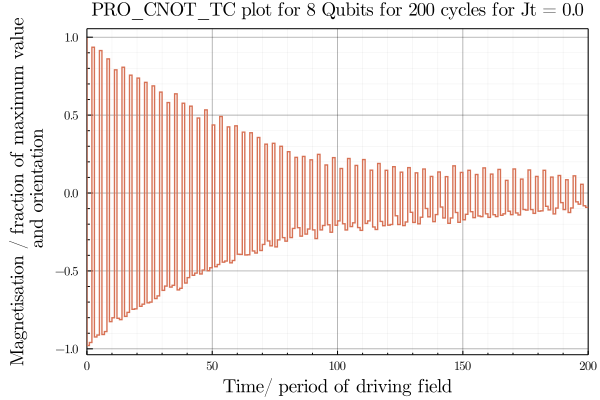 PRO_CNOT_TC plot for 8 Qubits for 200 cycles for Jt = 0.0
Magnetisation / fraction of maximum value
and orientation
1.0
0.5
0.0
−0.5
−1.0
0
50
100
150
200
Time/ period of driving field